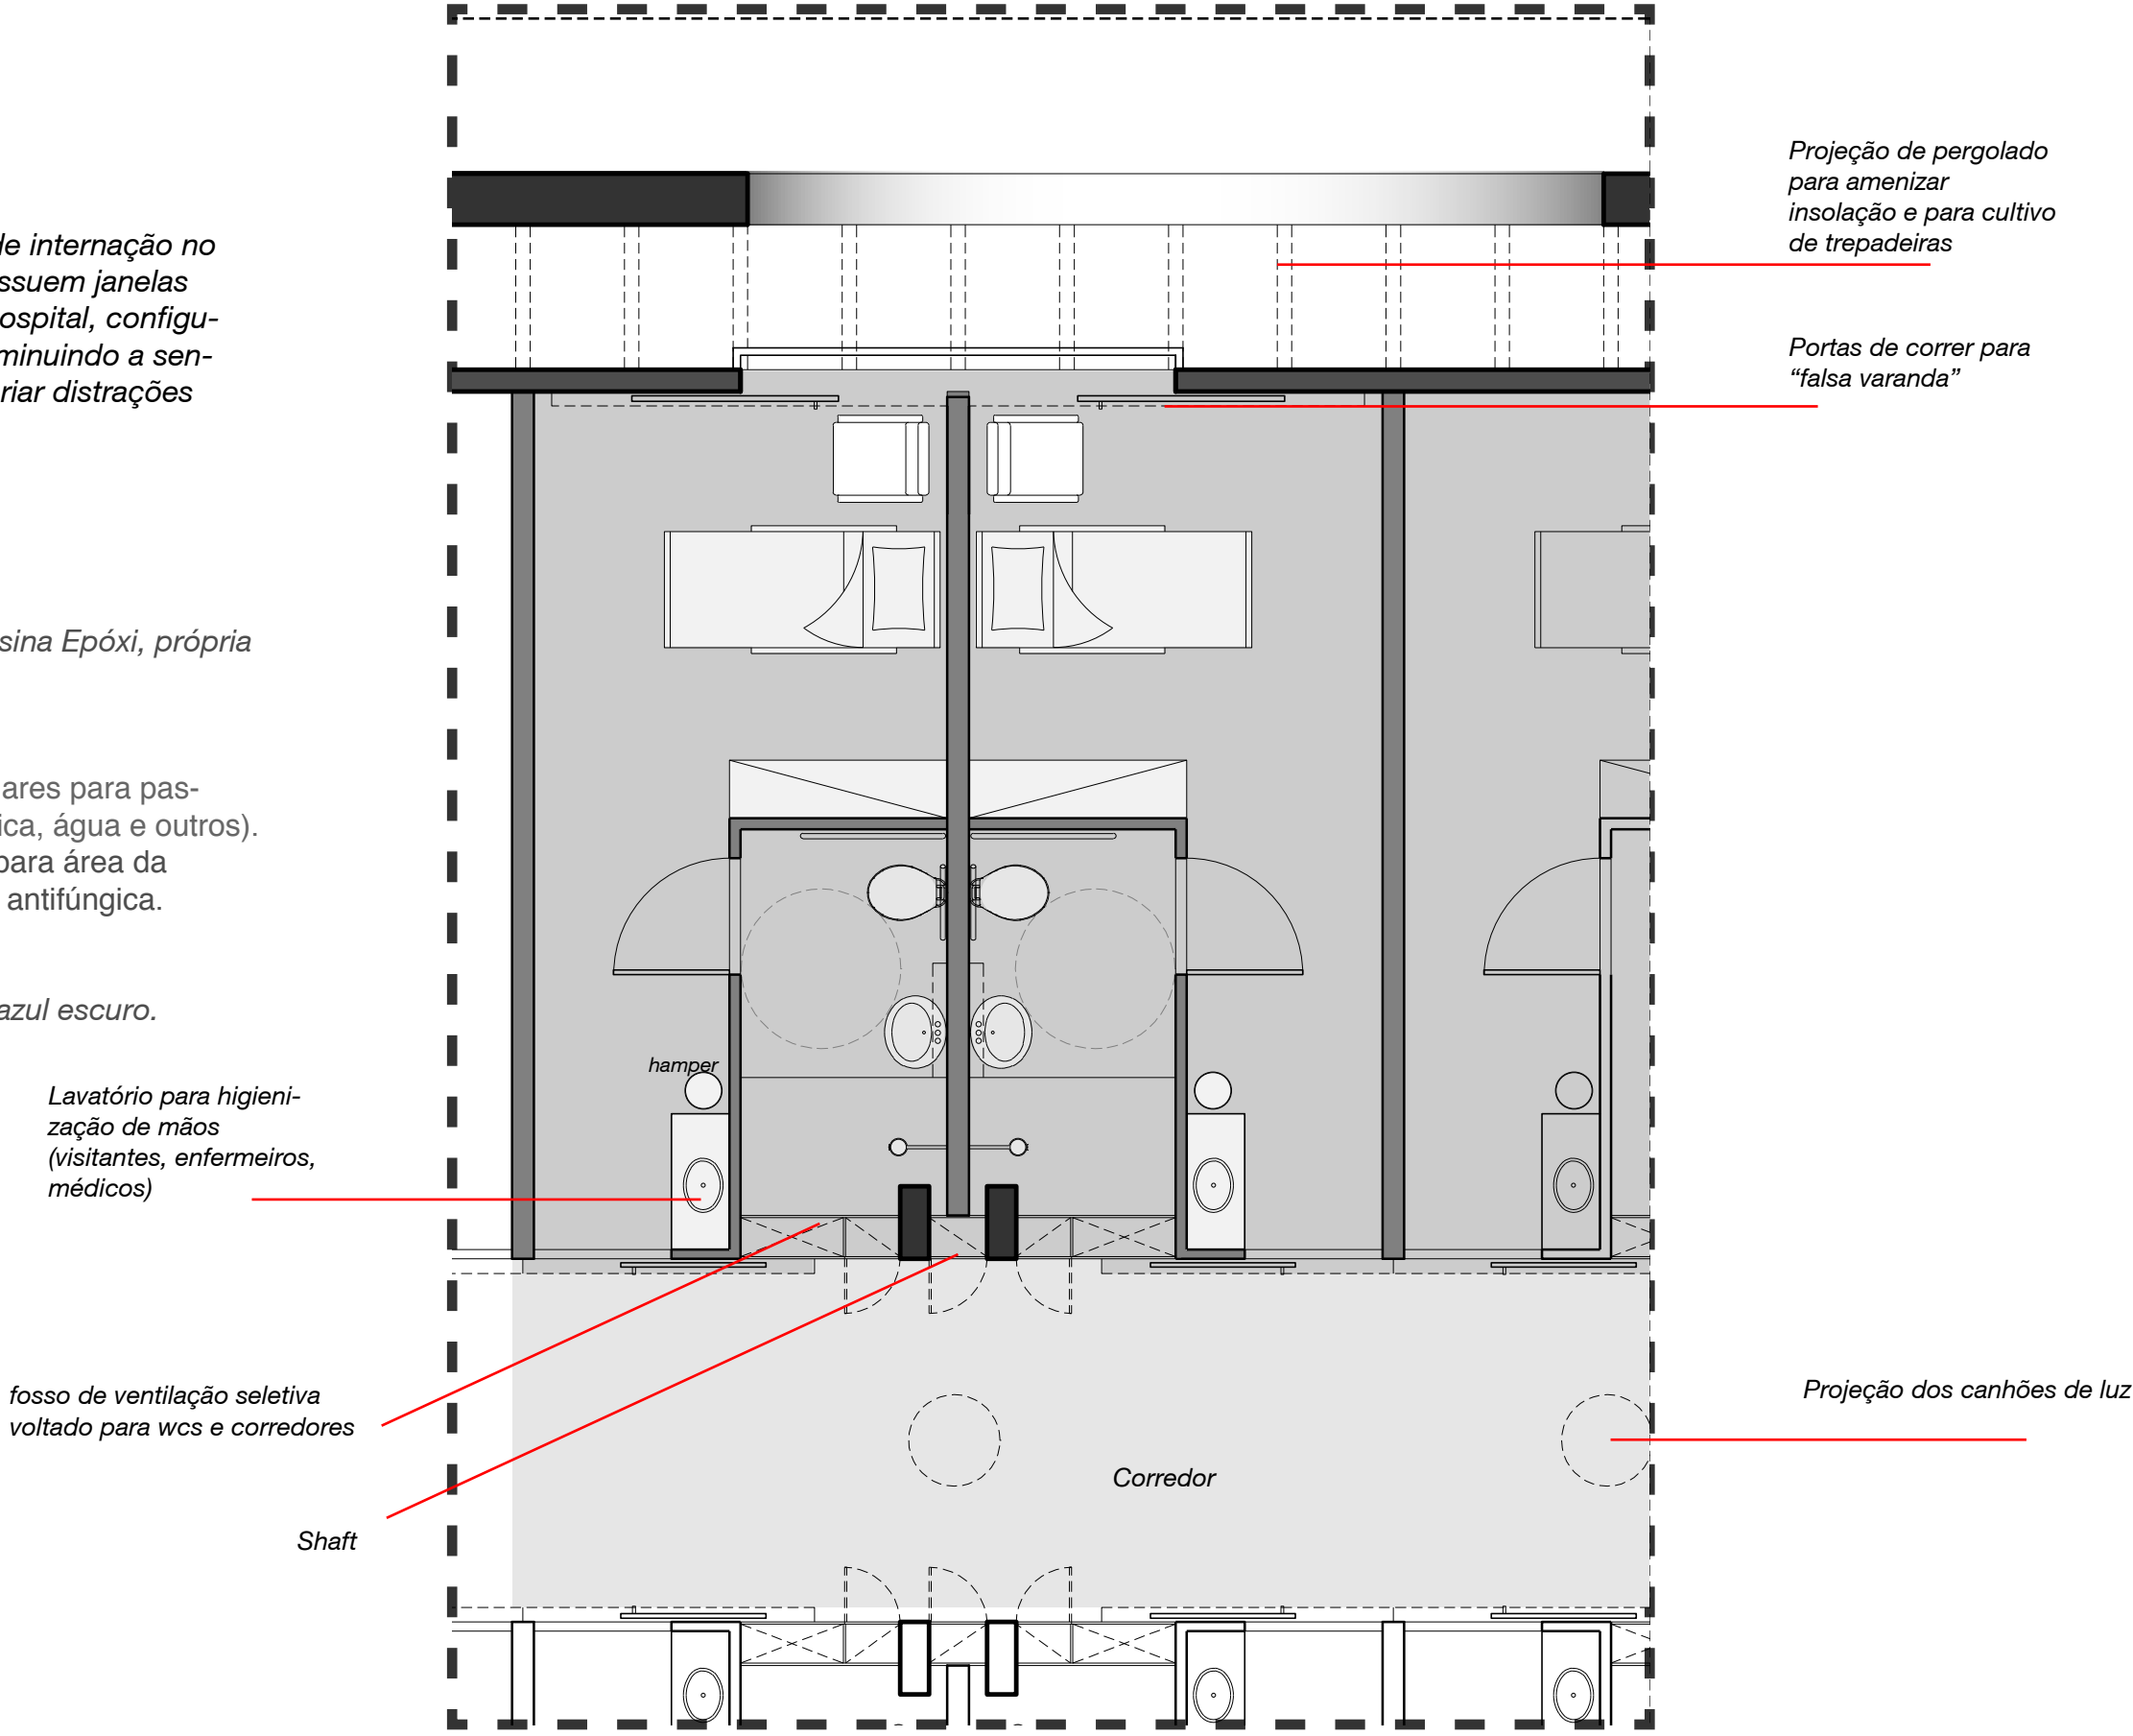 de internação no
ssuem janelas
ospital, configu-
minuindo a sen-
riar distrações
sina Epóxi, própria
ares para pas-
ica, água e outros).
para área da
antifúngica.
azul escuro.
hamper
Lavatório para higieni-
zação de mãos
(visitantes, enfermeiros,
médicos)
fosso de ventilação seletiva
voltado para wcs e corredores
Shaft
Corredor
Projeção de pergolado
para amenizar
insolação e para cultivo
de trepadeiras
Portas de correr para
“falsa varanda”
Projeção dos canhões de luz